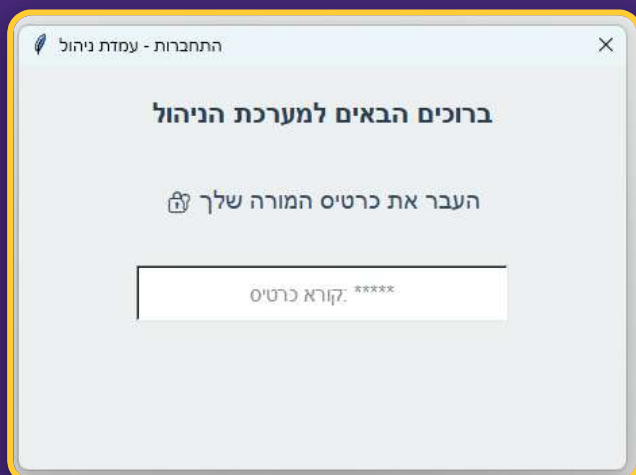 התחברות - עמדת ניהול
ברוכים הבאים למערכת הניהול
העבר את כרטיס המורה שלך
קורא כרטיס: *****